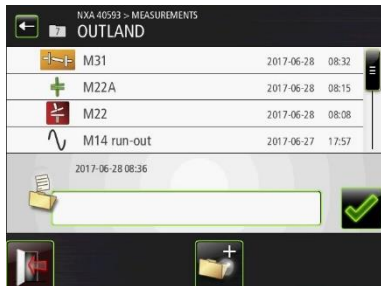 NXA 40593 > MEASUREMENTS
7 OUTLAND
M31 2017-06-28 08:32
M22A 2017-06-28 08:15
M22 2017-06-28 08:08
M14 run-out 2017-06-27 17:57
2017-06-28 08:36